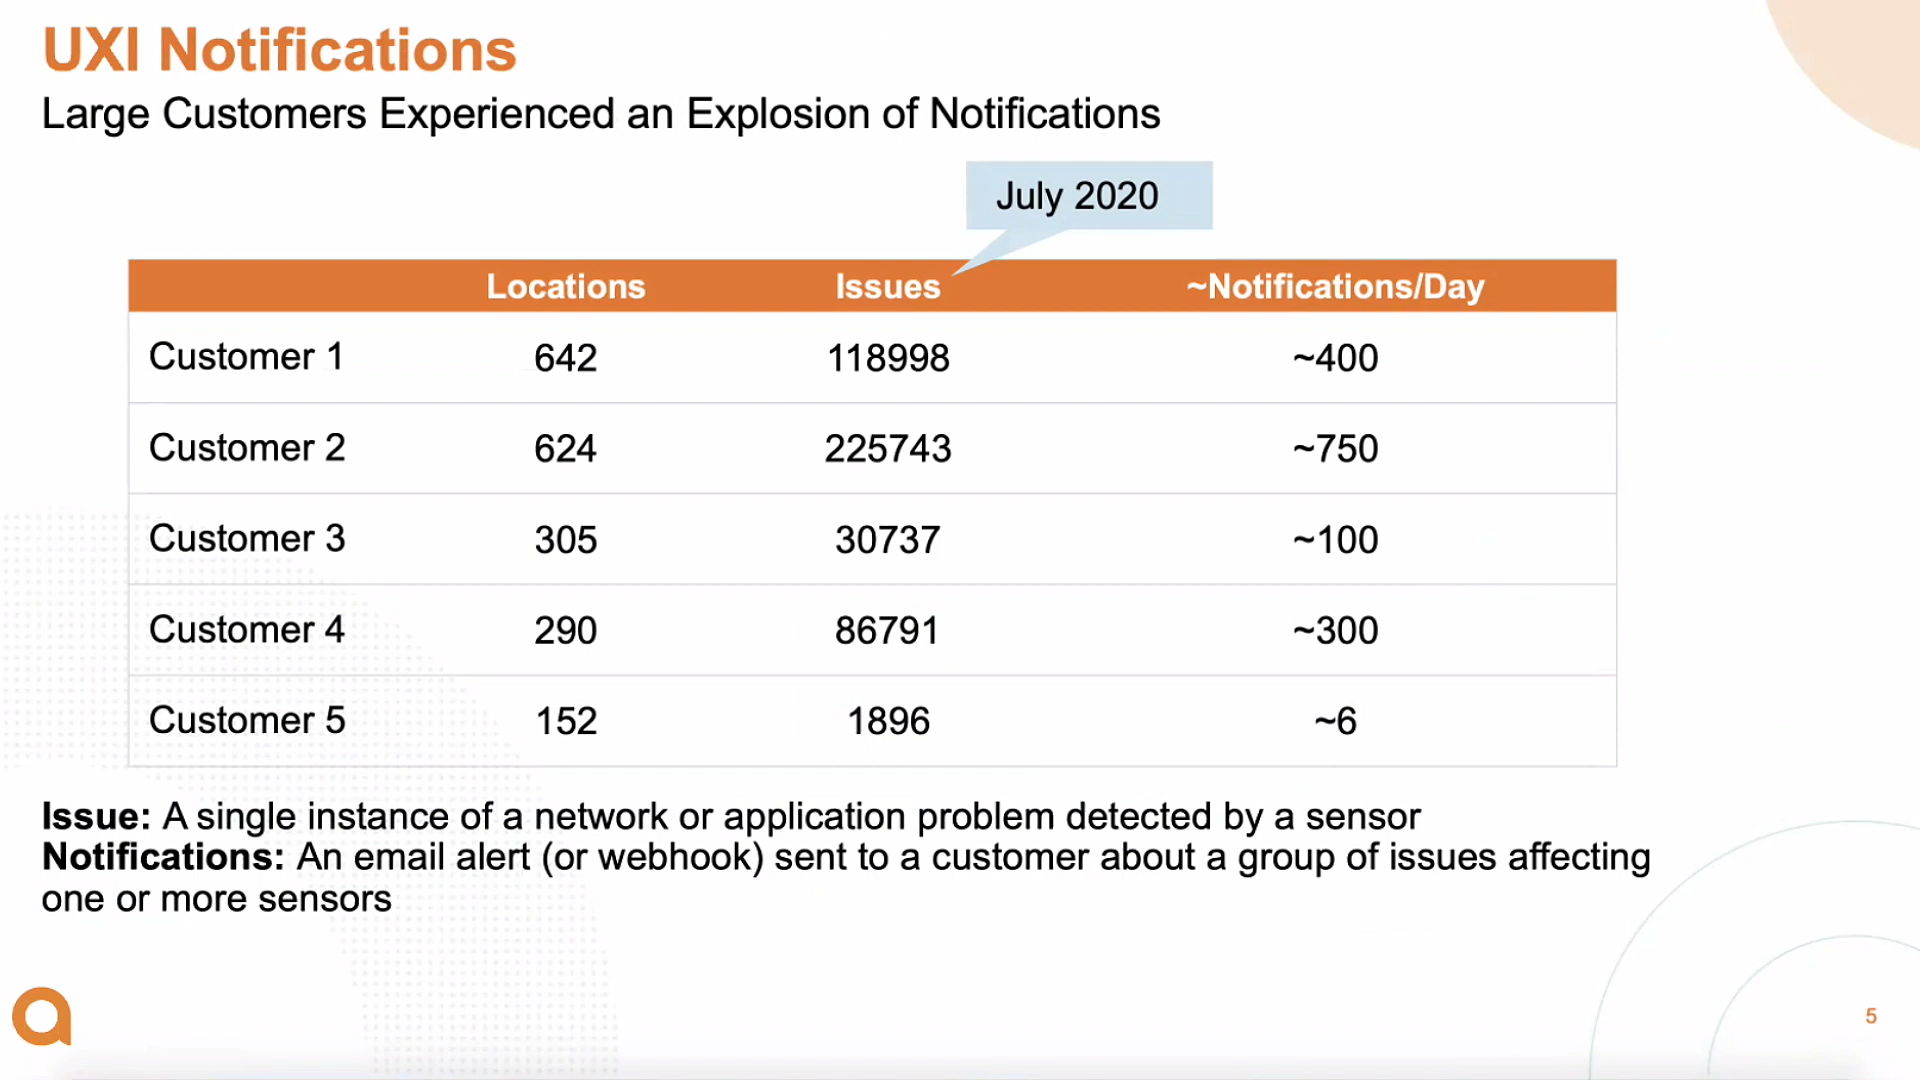 UXI Notifications
Large Customers Experienced an Explosion of Notifications
July 2020
Locations Issues ~Notifications/Day
Customer 1 642 118998 ~400
Customer 2 624 225743 ~750
Customer 3 305 30737 ~100
Customer 4 290 86791 ~300
Customer 5 152 1896 ~6
Issue: A single instance of a network or application problem detected by a sensor
Notifications: An email alert (or webhook) sent to a customer about a group of issues affecting
one or more sensors
5